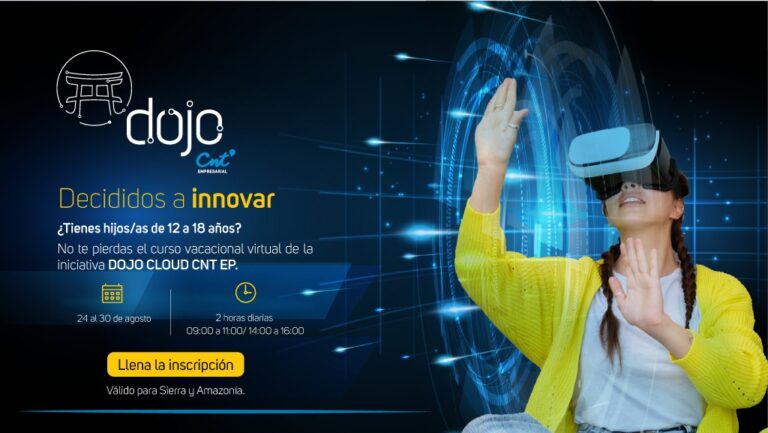 dojo
Cnt
EMPRESARIAL
Decididos a innovar
¿Tienes hijos/as de 12 a 18 años?
No te pierdas el curso vacacional virtual de la
iniciativa DOJO CLOUD CNT EP.
24 al 30 de agosto
2 horas diarias
09:00 a 11:00/ 14:00 a 16:00
Llena la inscripción
Válido para Sierra y Amazonía.